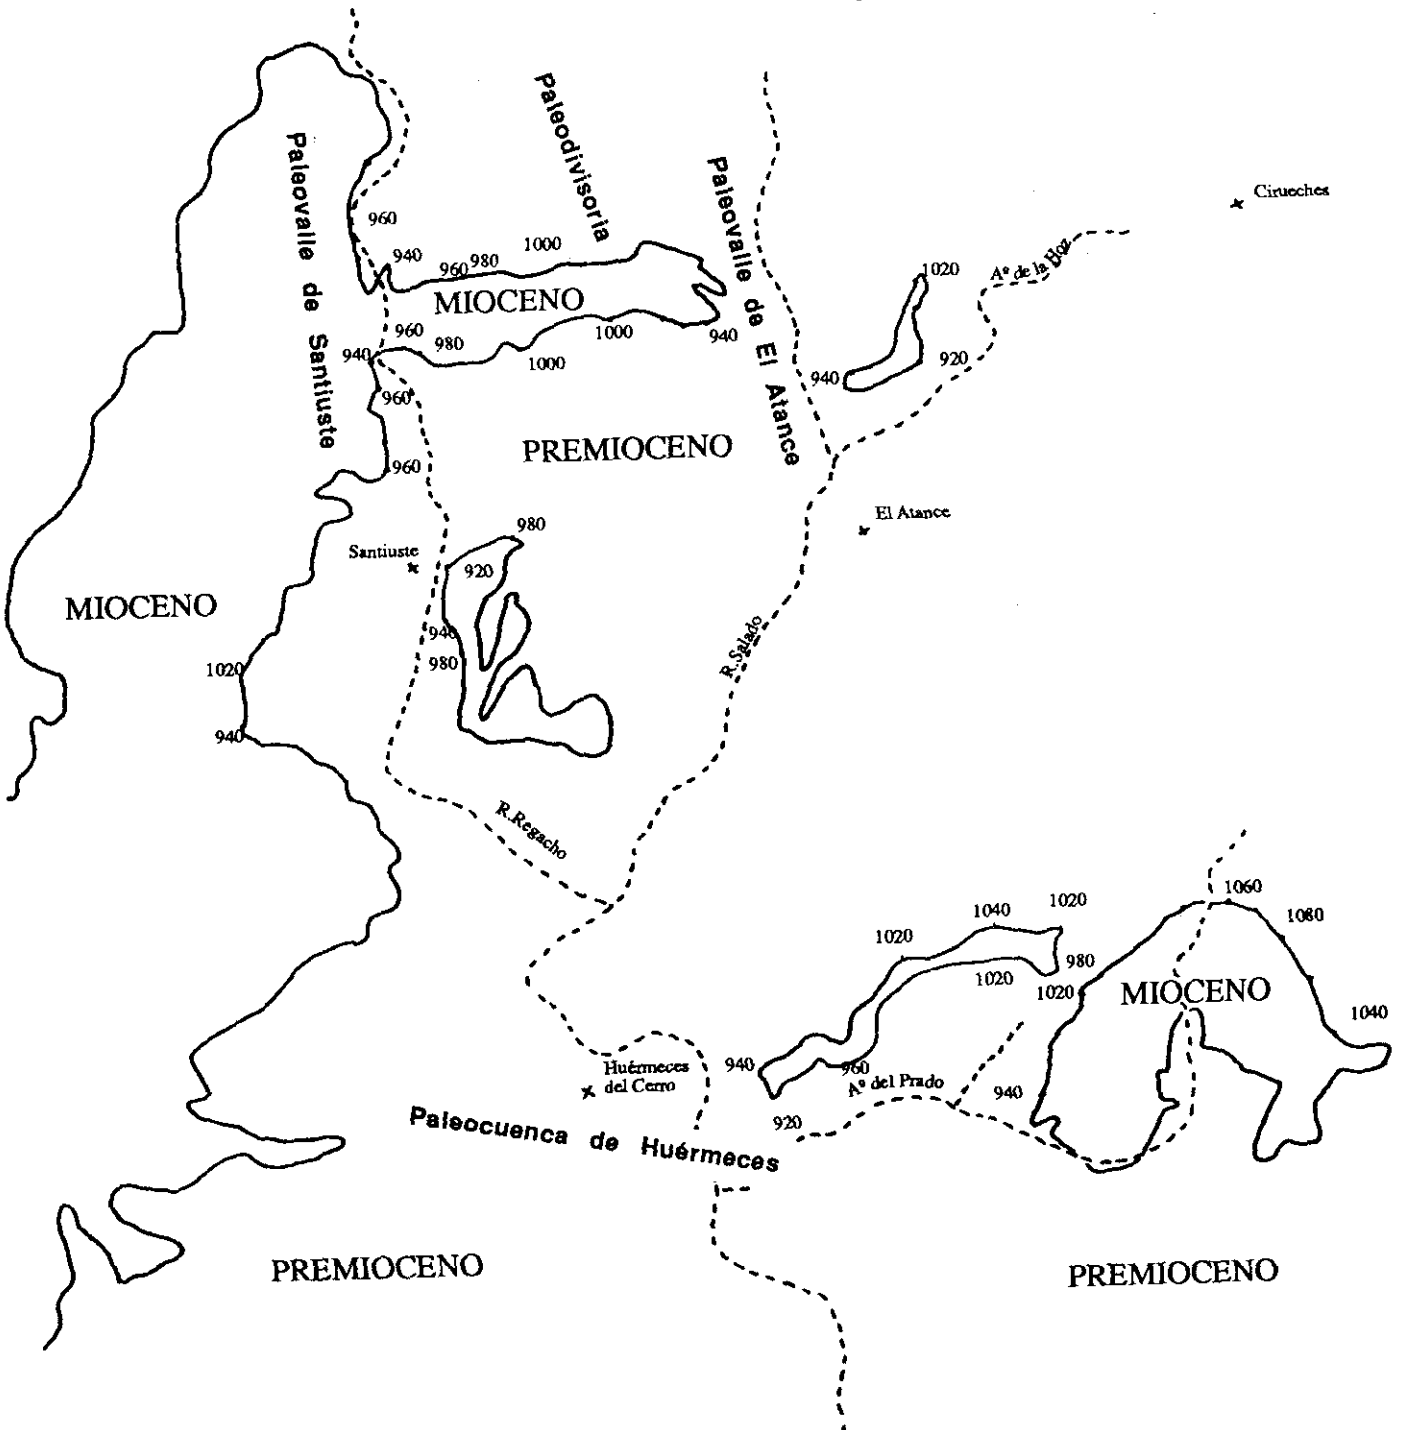 Paleodivisoria
Paleovalle de Santiuste
Paleovalle de El Atance
Cirueches
960
940
960
980
1000
Aº de la Hoz
1020
MIOCENO
960
980
1000
1000
940
940
920
940
960
PREMIOCENO
960
El Atance
980
Santiuste
920
MIOCENO
940
980
R.Salado
1020
940
R.Regacho
1060
1080
1020
1040
1020
980
1020
1020
MIOCENO
1040
940
960
Huérmeces
del Cerro
Aº del Prado
940
920
Paleocuenca de Huérmeces
PREMIOCENO
PREMIOCENO